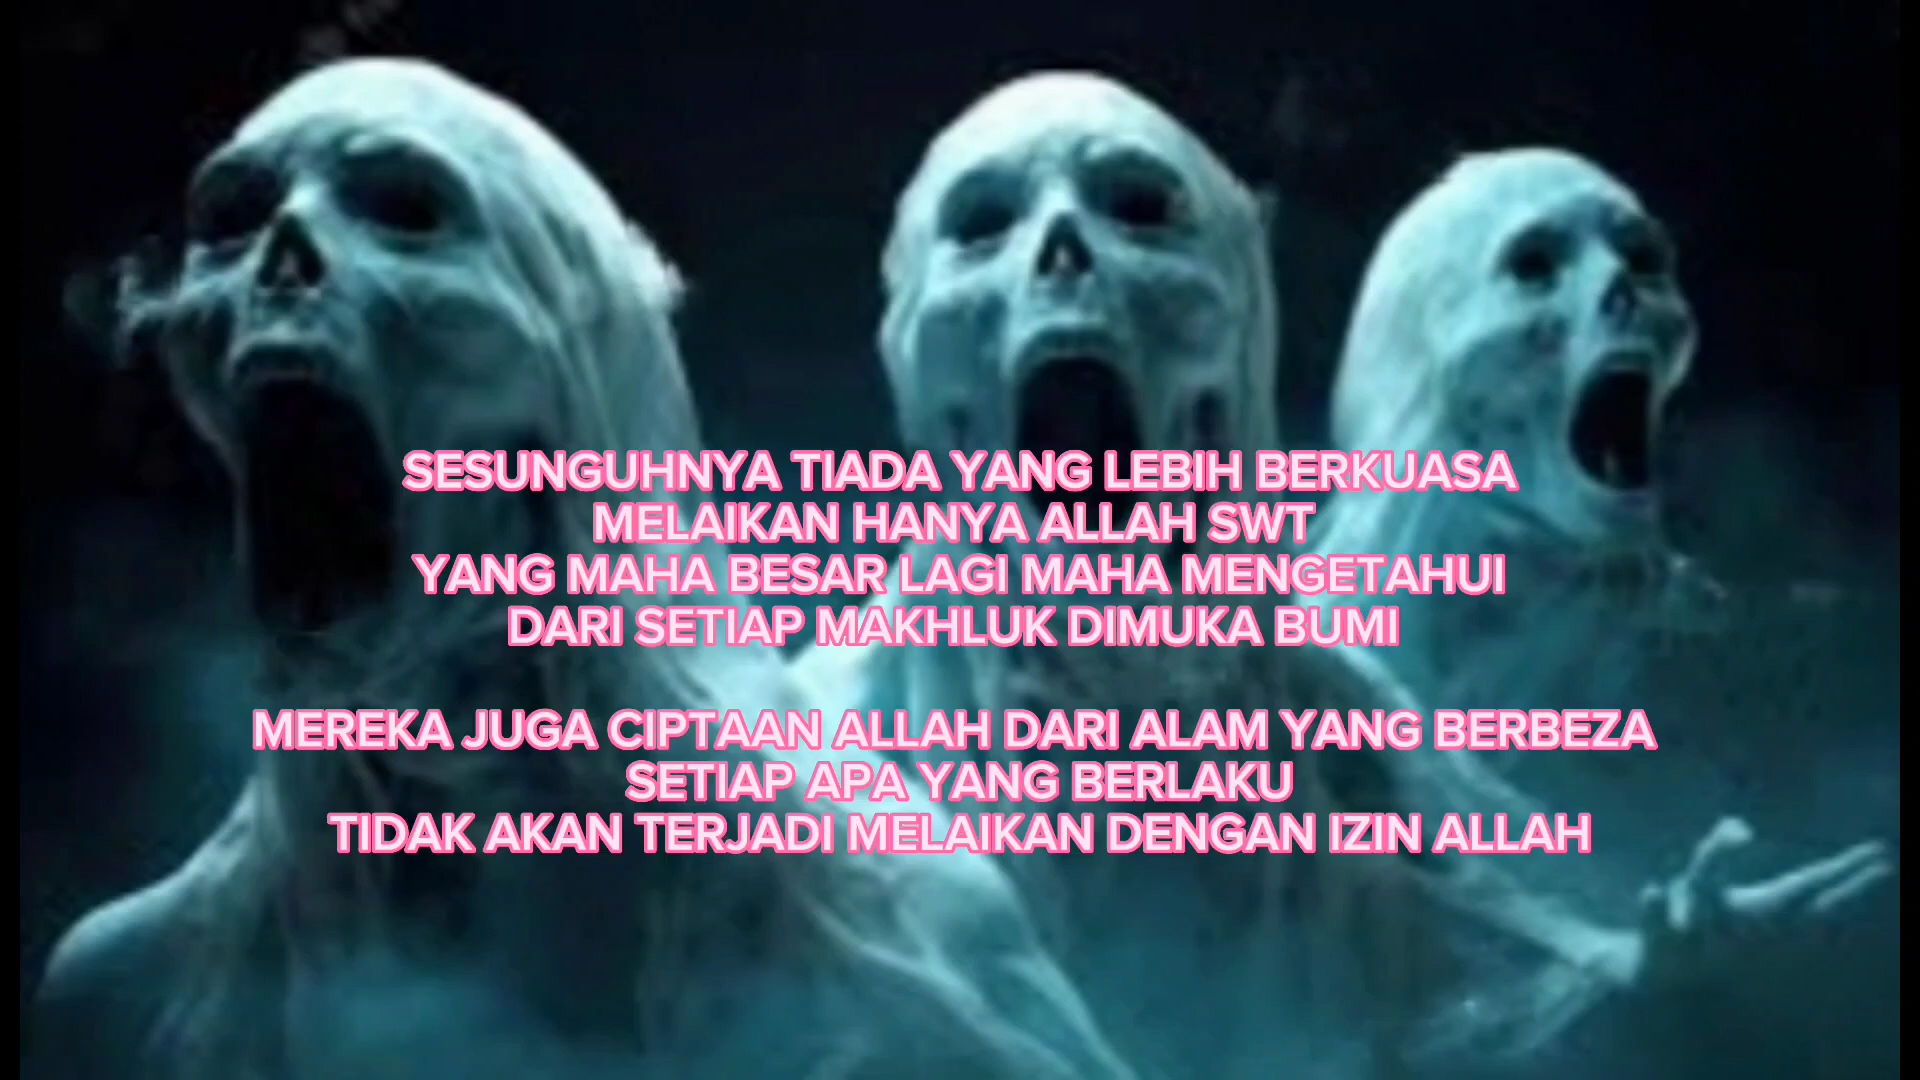 SESUNGUHNYA TIADA YANG LEBIH BERKUASA
MELAIKAN HANYA ALLAH SWT
YANG MAHA BESAR LAGI MAHA MENGETAHUI
DARI SETIAP MAKHLUK DIMUKA BUMI
MEREKA JUGA CIPTAAN ALLAH DARI ALAM YANG BERBEZA
SETIAP APA YANG BERLAKU
TIDAK AKAN TERJADI MELAIKAN DENGAN IZIN ALLAH